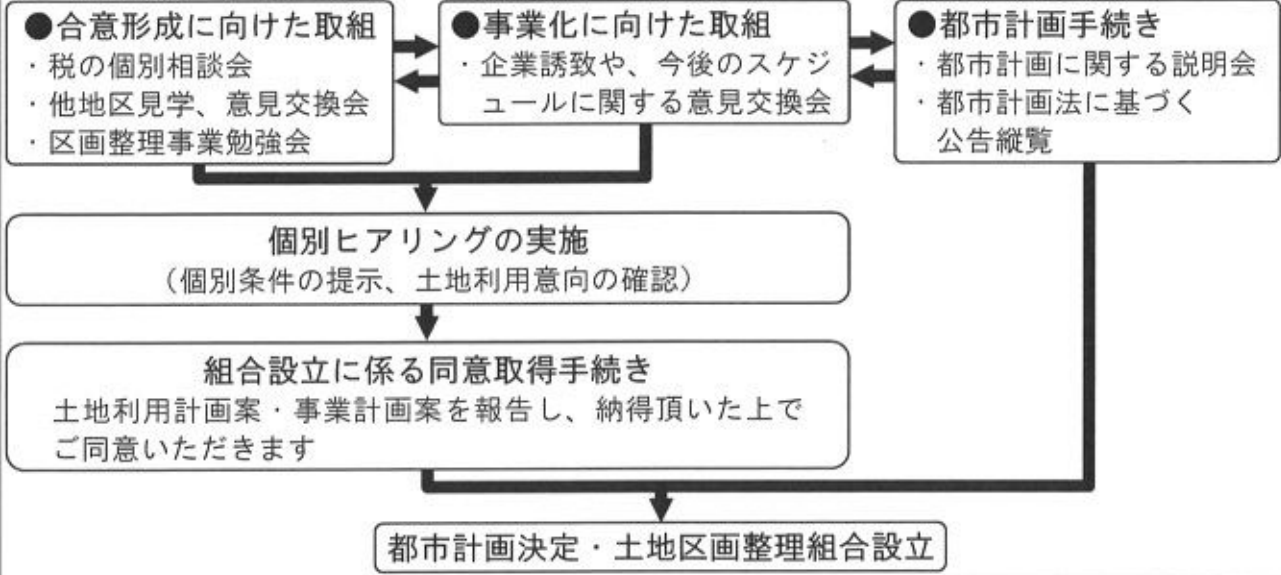 ●合意形成に向けた取組
・税の個別相談会
・他地区見学、意見交換会
・区画整理事業勉強会
●事業化に向けた取組
・企業誘致や、今後のスケジ
ュールに関する意見交換会
●都市計画手続き
・都市計画に関する説明会
・都市計画法に基づく
公告縦覧
個別ヒアリングの実施
（個別条件の提示、土地利用意向の確認）
組合設立に係る同意取得手続き
土地利用計画案・事業計画案を報告し、納得頂いた上で
ご同意いただきます
都市計画決定・土地区画整理組合設立